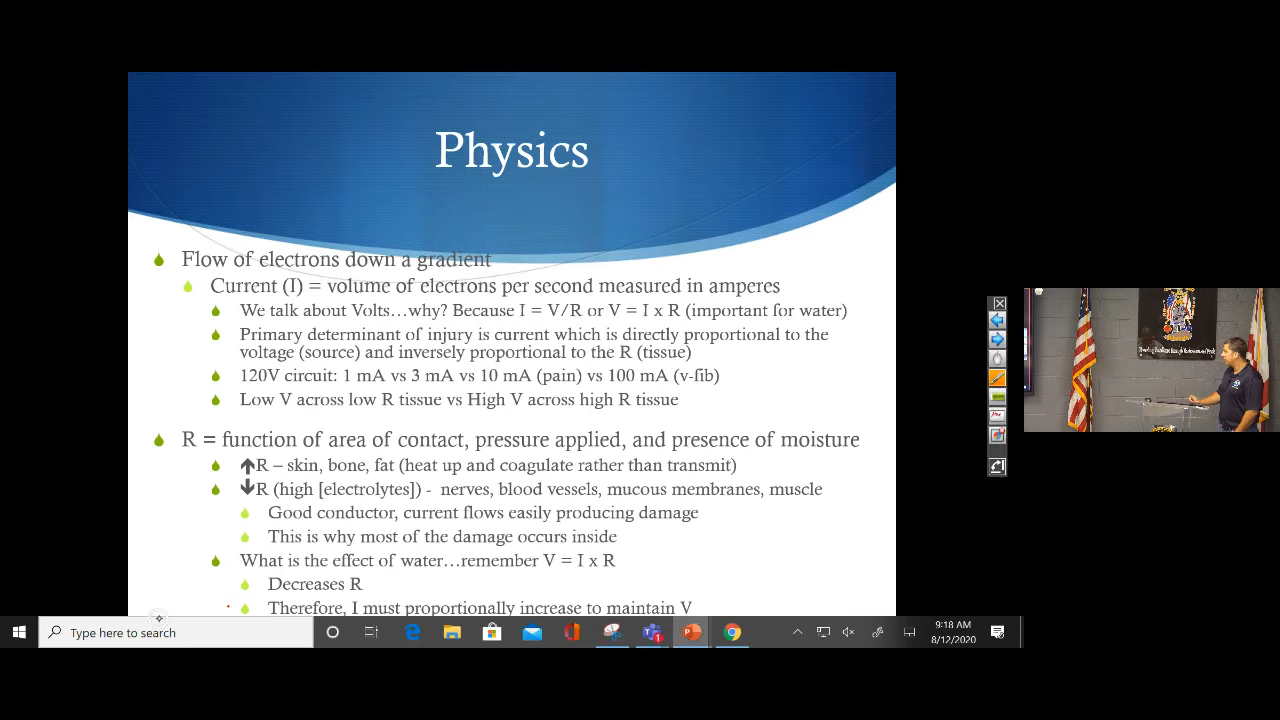 Physics
Flow of electrons down a gradient
Current (I) = volume of electrons per second measured in amperes
We talk about Volts…why? Because I = V/R or V = I x R (important for water)
Primary determinant of injury is current which is directly proportional to the
voltage (source) and inversely proportional to the R (tissue)
120V circuit: 1 mA vs 3 mA vs 10 mA (pain) vs 100 mA (v-fib)
Low V across low R tissue vs High V across high R tissue
R = function of area of contact, pressure applied, and presence of moisture
↑R – skin, bone, fat (heat up and coagulate rather than transmit)
↓R (high [electrolytes]) - nerves, blood vessels, mucous membranes, muscle
Good conductor, current flows easily producing damage
This is why most of the damage occurs inside
What is the effect of water…remember V = I x R
Decreases R
Therefore, I must proportionally increase to maintain V
Type here to search
9:18 AM
8/12/2020